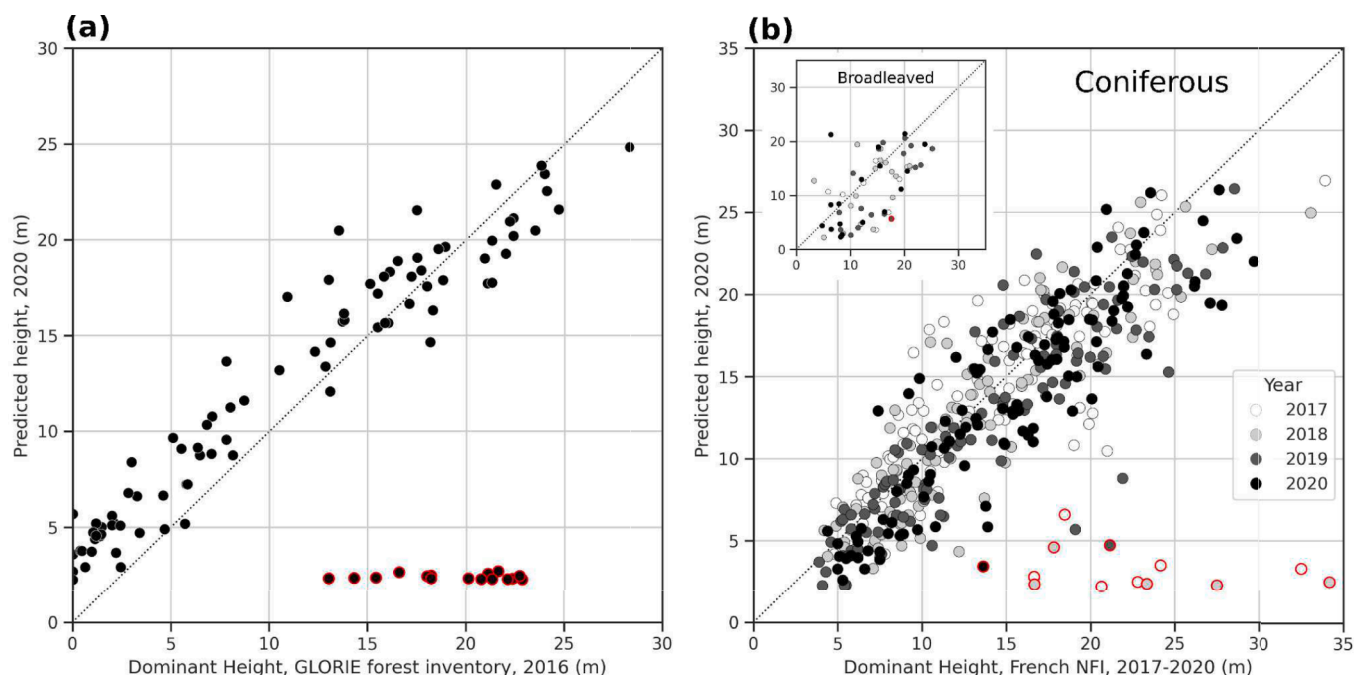 (a)
30
25
20
15
10
5
0
Predicted height, 2020 (m)
0 5 10 15 20 25 30
Dominant Height, GLORIE forest inventory, 2016 (m)
(b)
35
30
25
20
15
10
5
0
Predicted height, 2020 (m)
Broadleaved
30
20
10
0
0 10 20 30
Coniferous
Year
2017
2018
2019
2020
0 5 10 15 20 25 30 35
Dominant Height, French NFI, 2017-2020 (m)